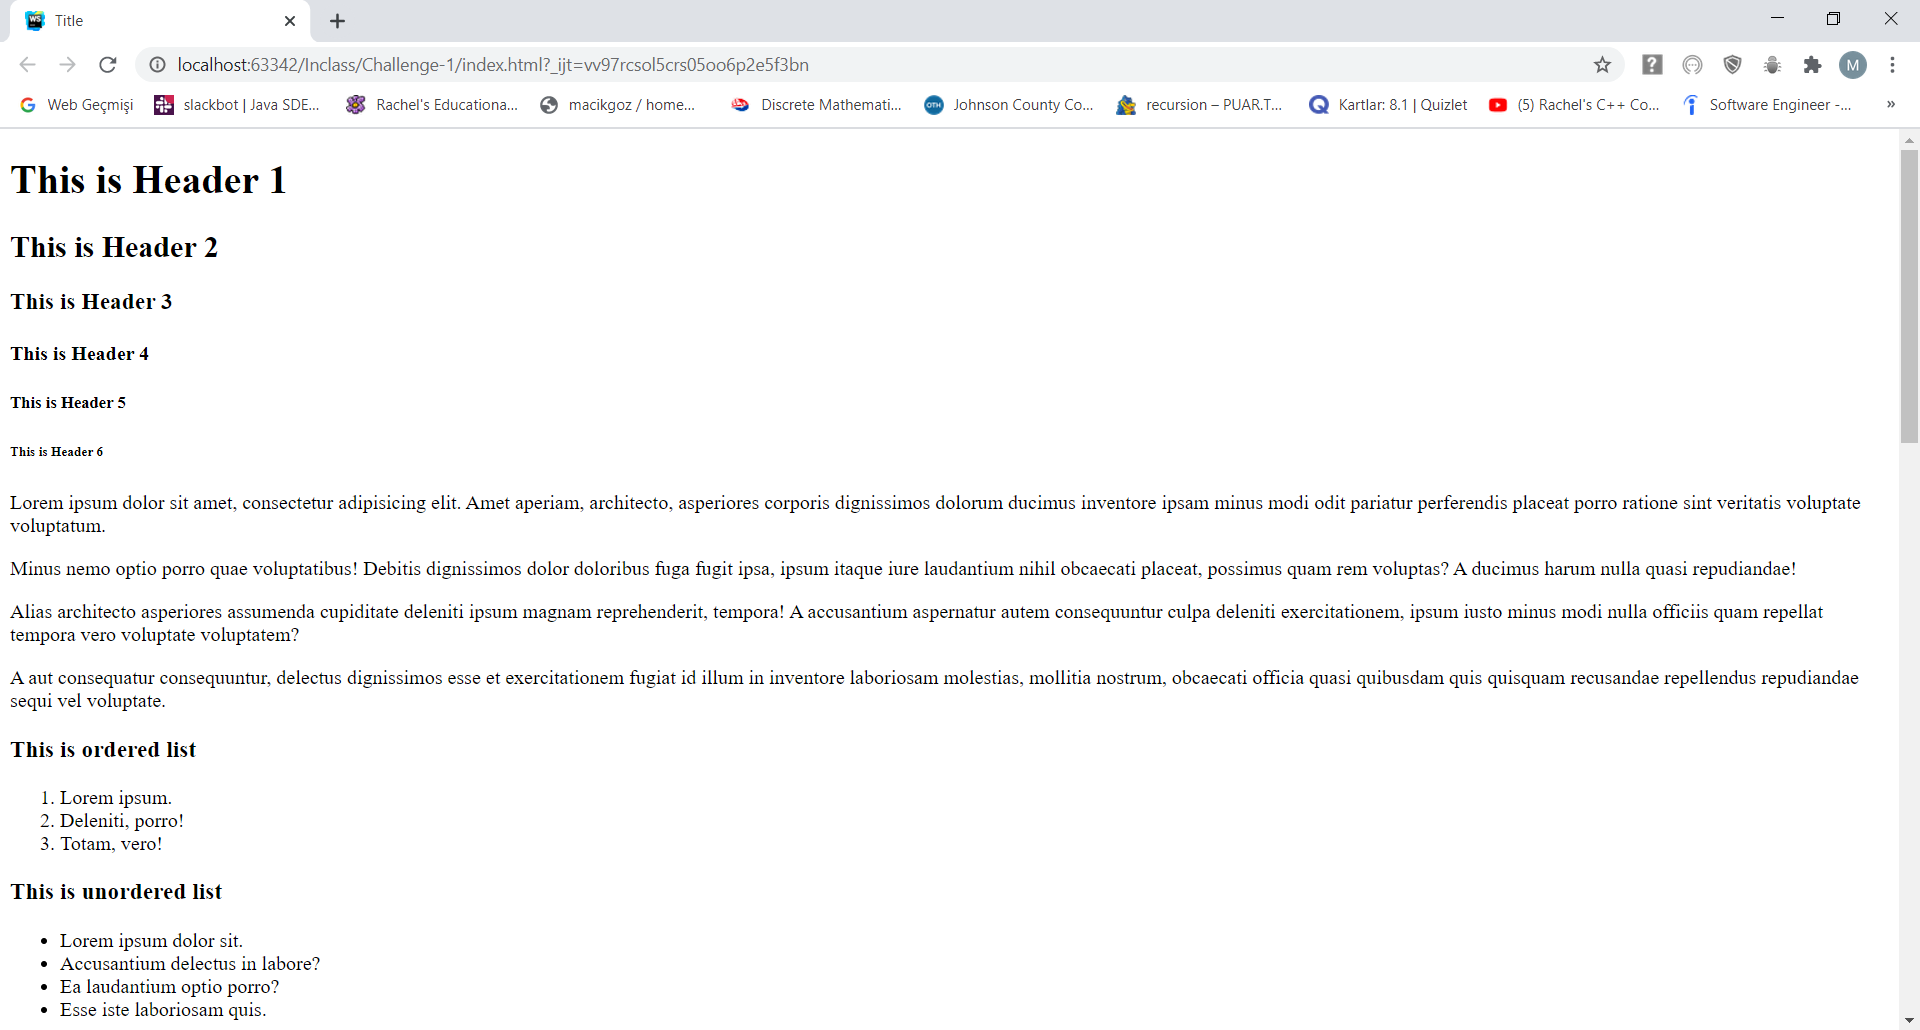 Title
localhost:63342/Inclass/Challenge-1/index.html?_ijt=vv97rcsol5crs05oo6p2e5f3bn
M
Web Geçmişi slackbot | Java SDE... Rachel's Educationa... macikgoz / home... Discrete Mathemati... Johnson County Co... recursion – PUAR.T... Kartlar: 8.1 | Quizlet (5) Rachel's C++ Co... Software Engineer -... »
This is Header 1
This is Header 2
This is Header 3
This is Header 4
This is Header 5
This is Header 6
Lorem ipsum dolor sit amet, consectetur adipisicing elit. Amet aperiam, architecto, asperiores corporis dignissimos dolorum ducimus inventore ipsam minus modi odit pariatur perferendis placeat porro ratione sint veritatis voluptate
voluptatum.
Minus nemo optio porro quae voluptatibus! Debitis dignissimos dolor doloribus fuga fugit ipsa, ipsum itaque iure laudantium nihil obcaecati placeat, possimus quam rem voluptas? A ducimus harum nulla quasi repudiandae!
Alias architecto asperiores assumenda cupiditate deleniti ipsum magnam reprehenderit, tempora! A accusantium aspernatur autem consequuntur culpa deleniti exercitationem, ipsum iusto minus modi nulla officiis quam repellat
tempora vero voluptate voluptatem?
A aut consequatur consequuntur, delectus dignissimos esse et exercitationem fugiat id illum in inventore laboriosam molestias, mollitia nostrum, obcaecati officia quasi quibusdam quis quisquam recusandae repellendus repudiandae
sequi vel voluptate.
This is ordered list
1. Lorem ipsum.
2. Deleniti, porro!
3. Totam, vero!
This is unordered list
• Lorem ipsum dolor sit.
• Accusantium delectus in labore?
• Ea laudantium optio porro?
• Esse iste laboriosam quis.